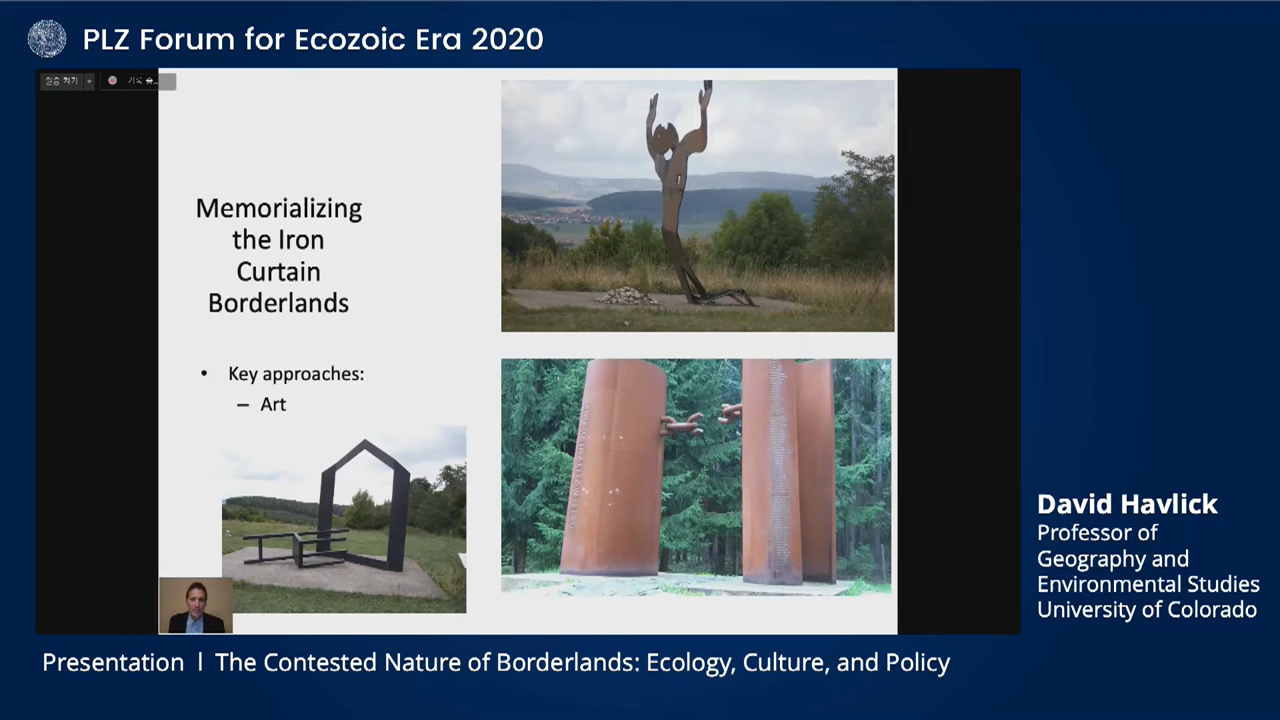 PLZ Forum for Ecozoic Era 2020
Memorializing
the Iron
Curtain
Borderlands
• Key approaches:
– Art
David Havlick
Professor of
Geography and
Environmental Studies
University of Colorado
Presentation l The Contested Nature of Borderlands: Ecology, Culture, and Policy